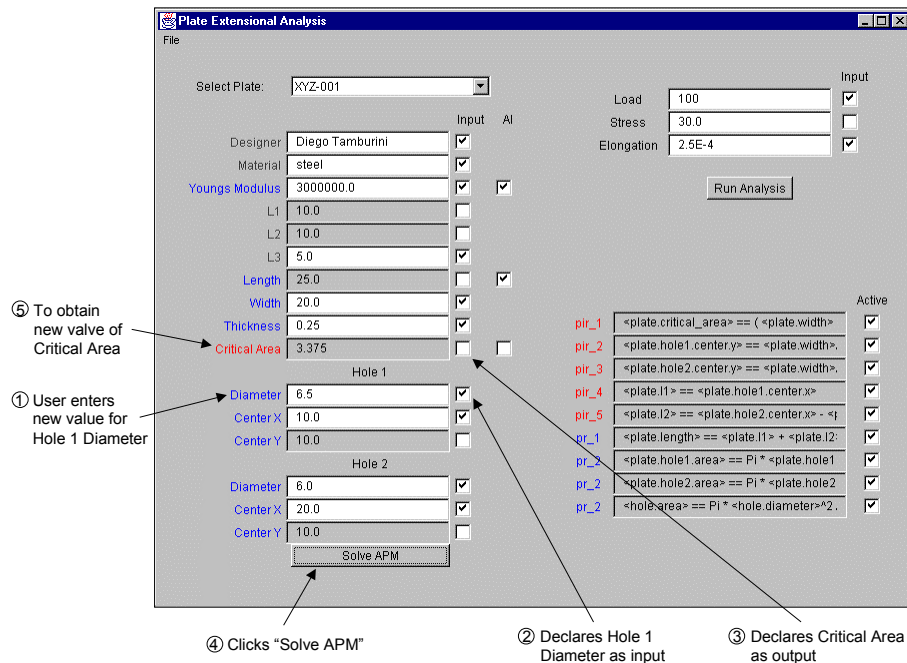 Plate Extensional Analysis
File
Select Plate: XYZ-001
Input AI
Designer Diego Tamburini
Material steel
Youngs Modulus 3000000.0
L1 10.0
L2 10.0
L3 5.0
Length 25.0
Width 20.0
Thickness 0.25
Critical Area 3.375
Hole 1
Diameter 6.5
Center X 10.0
Center Y 10.0
Hole 2
Diameter 6.0
Center X 20.0
Center Y 10.0
Solve APM
Input
Load 100
Stress 30.0
Elongation 2.5E-4
Run Analysis
Active
pir_1 <plate.critical_area> == ( <plate.width>
pir_2 <plate.hole1.center.y> == <plate.width>.
pir_3 <plate.hole2.center.y> == <plate.width>.
pir_4 <plate.l1> == <plate.hole1.center.x>
pir_5 <plate.l2> == <plate.hole2.center.x> - <
pr_1 <plate.length> == <plate.l1> + <plate.l2>
pr_2 <plate.hole1.area> == Pi * <plate.hole1
pr_2 <plate.hole2.area> == Pi * <plate.hole2
pr_2 <hole.area> == Pi * <hole.diameter>^2.
⑤ To obtain
new valve of
Critical Area
① User enters
new value for
Hole 1 Diameter
④ Clicks “Solve APM”
② Declares Hole 1
Diameter as input
③ Declares Critical Area
as output